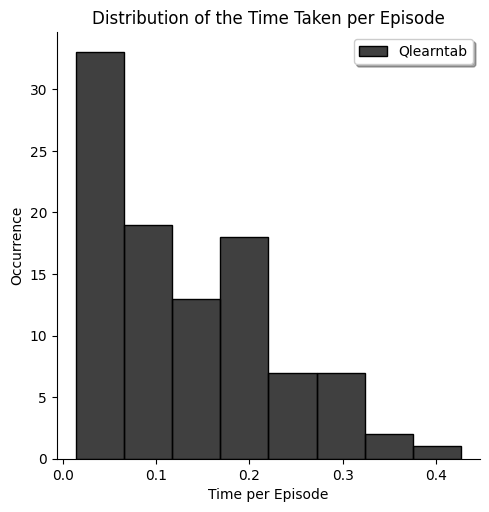 Distribution of the Time Taken per Episode
Qlearntab
Occurrence
30
25
20
15
10
5
0
0.0 0.1 0.2 0.3 0.4
Time per Episode